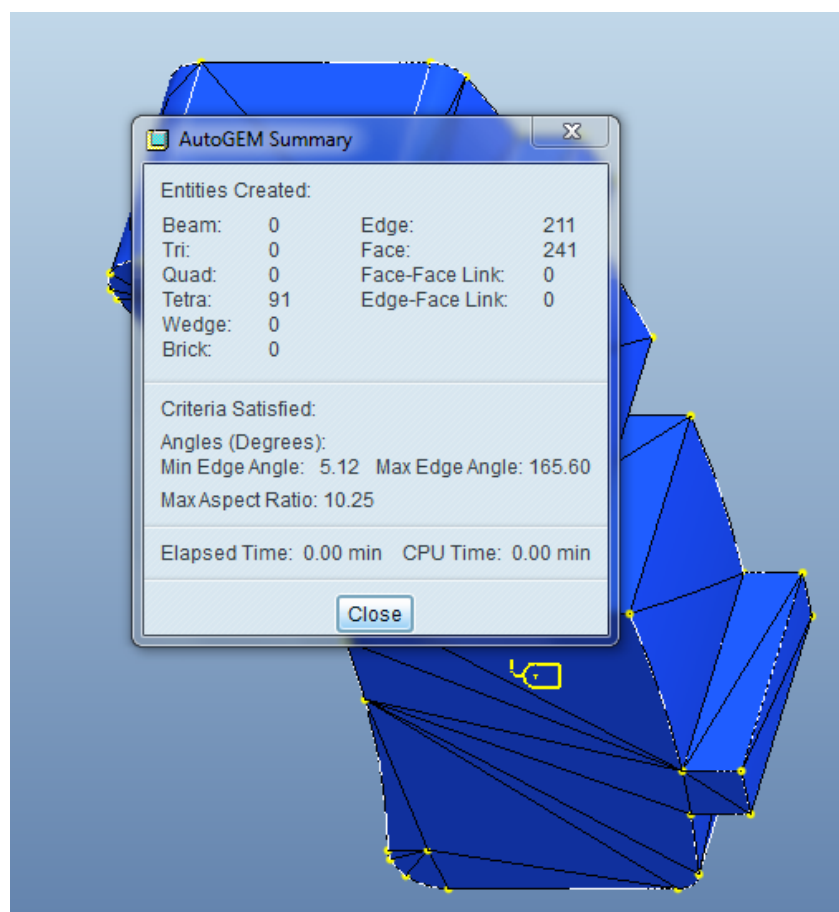 AutoGEM Summary
Entities Created:
Beam: 0 Edge: 211
Tri: 0 Face: 241
Quad: 0 Face-Face Link: 0
Tetra: 91 Edge-Face Link: 0
Wedge: 0
Brick: 0
Criteria Satisfied:
Angles (Degrees):
Min Edge Angle: 5.12 Max Edge Angle: 165.60
Max Aspect Ratio: 10.25
Elapsed Time: 0.00 min CPU Time: 0.00 min
Close